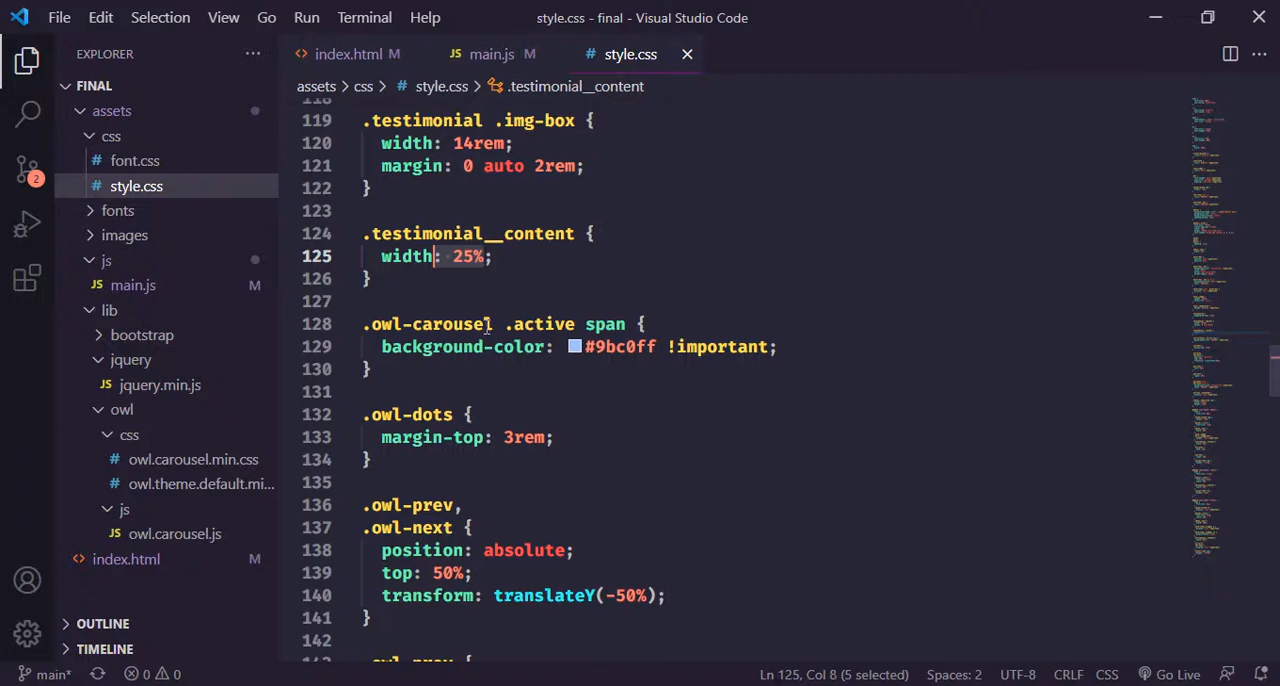 File Edit Selection View Go Run Terminal Help
style.css - final - Visual Studio Code
EXPLORER
index.html M
JS main.js M
# style.css
FINAL
assets > css > # style.css > .testimonial__content
assets
css
# font.css
# style.css
fonts
images
js
JS main.js M
lib
bootstrap
jquery
JS jquery.min.js
owl
css
# owl.carousel.min.css
# owl.theme.default.mi...
js
JS owl.carousel.js
<> index.html M
OUTLINE
TIMELINE
2
118
119 .testimonial .img-box {
120 width: 14rem;
121 margin: 0 auto 2rem;
122 }
123
124 .testimonial__content {
125 width: 25%;
126 }
127
128 .owl-carousel .active span {
129 background-color: #9bc0ff !important;
130 }
131
132 .owl-dots {
133 margin-top: 3rem;
134 }
135
136 .owl-prev,
137 .owl-next {
138 position: absolute;
139 top: 50%;
140 transform: translateY(-50%);
141 }
142
143 .owl-prev {
main* 0 0 Ln 125, Col 8 (5 selected) Spaces: 2 UTF-8 CRLF CSS Go Live